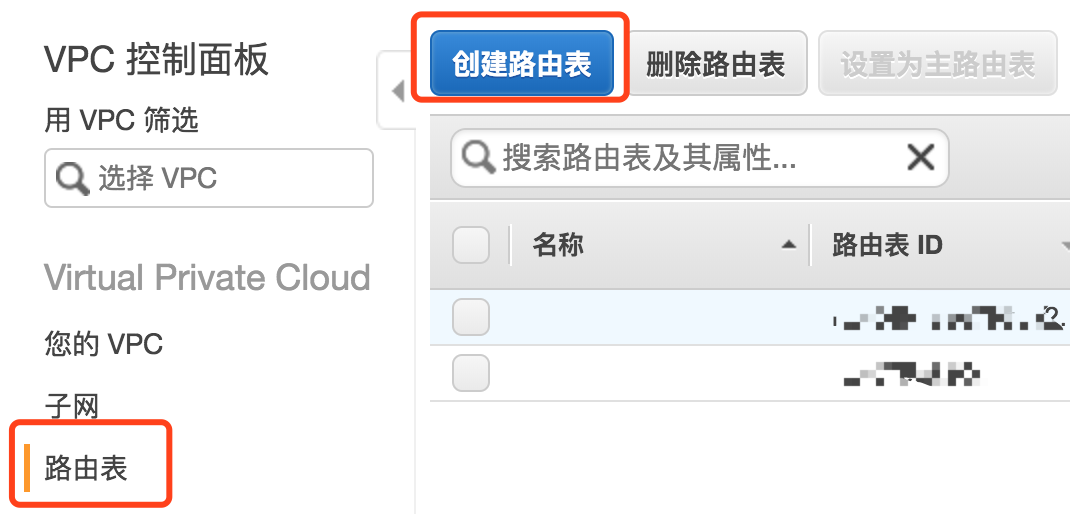 VPC 控制面板
用 VPC 筛选
选择 VPC
Virtual Private Cloud
您的 VPC
子网
路由表
创建路由表 删除路由表 设置为主路由表
搜索路由表及其属性...
名称 路由表 ID